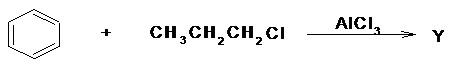 + CH₃CH₂CH₂Cl AlCl₃ Y